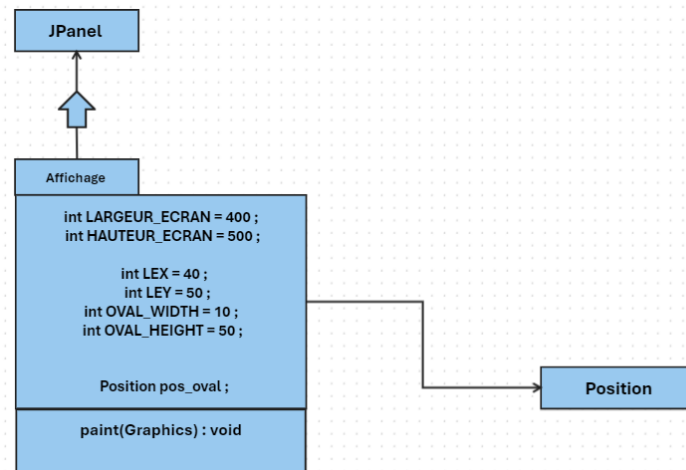 JPanel
Affichage
int LARGEUR_ECRAN = 400 ;
int HAUTEUR_ECRAN = 500 ;
int LEX = 40 ;
int LEY = 50 ;
int OVAL_WIDTH = 10 ;
int OVAL_HEIGHT = 50 ;
Position pos_oval ;
Position
paint(Graphics) : void